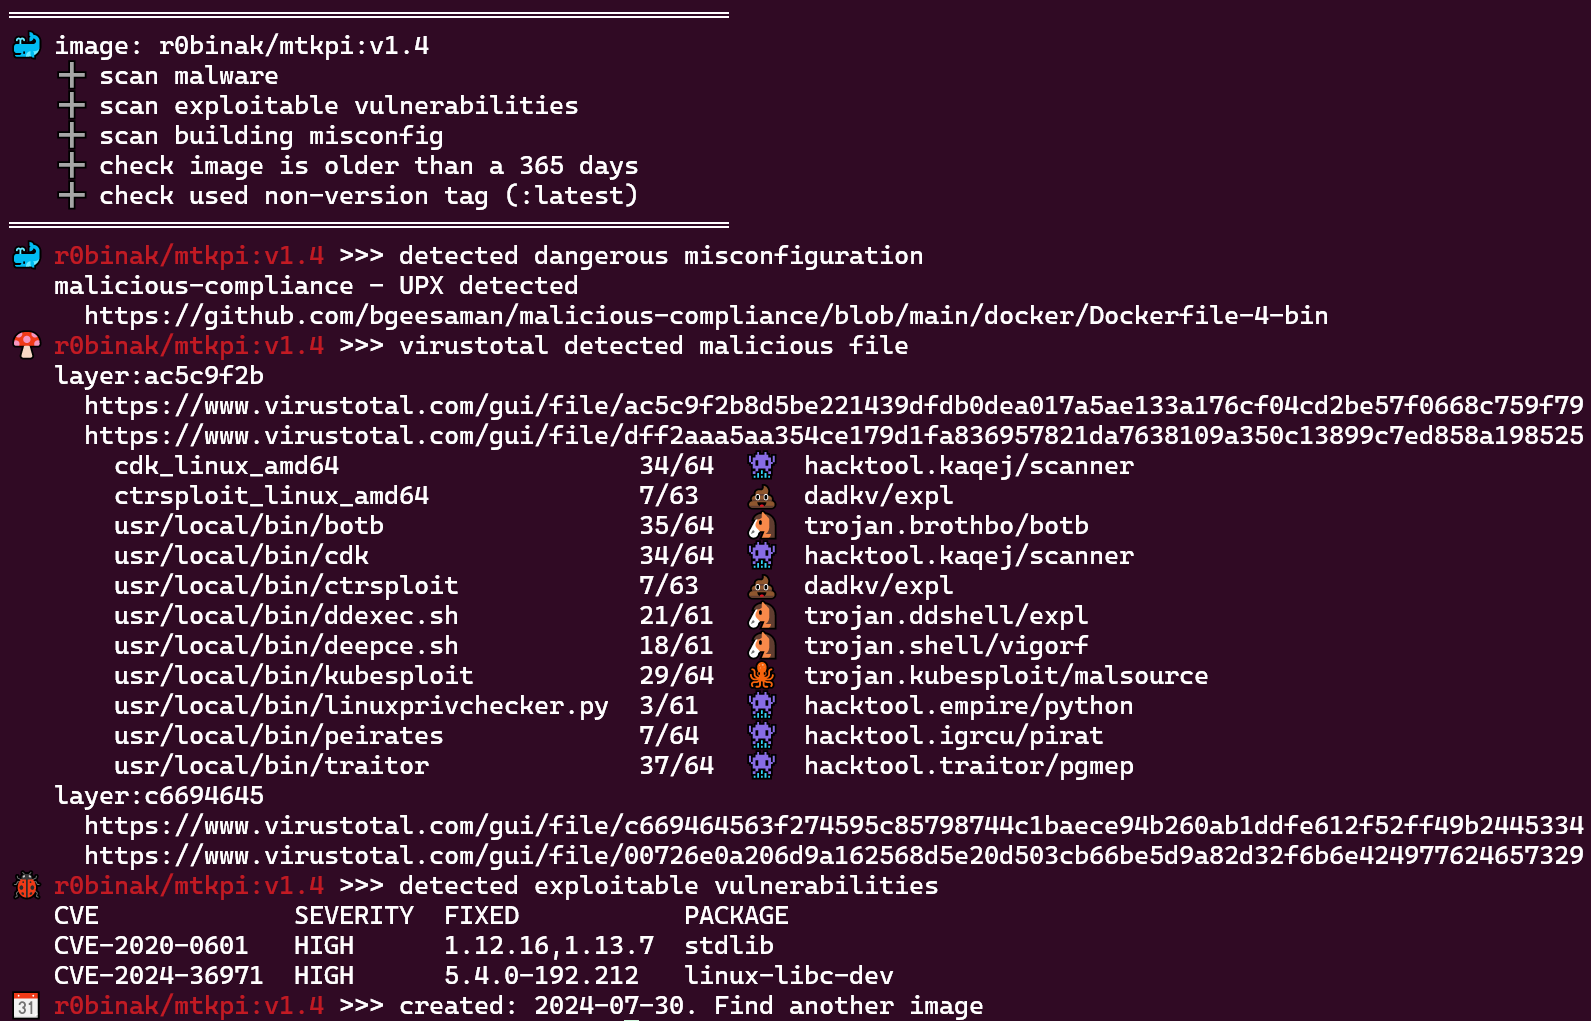 image: r0binak/mtkpi:v1.4
scan malware
scan exploitable vulnerabilities
scan building misconfig
check image is older than a 365 days
check used non-version tag (:latest)
r0binak/mtkpi:v1.4 >>> detected dangerous misconfiguration
malicious-compliance - UPX detected
https://github.com/bgeesaman/malicious-compliance/blob/main/docker/Dockerfile-4-bin
r0binak/mtkpi:v1.4 >>> virustotal detected malicious file
layer:ac5c9f2b
https://www.virustotal.com/gui/file/ac5c9f2b8d5be221439dfdb0dea017a5ae133a176cf04cd2be57f0668c759f79
https://www.virustotal.com/gui/file/dff2aaa5aa354ce179d1fa836957821da7638109a350c13899c7ed858a198525
cdk_linux_amd64 34/64 hacktool.kaqej/scanner
ctrsploit_linux_amd64 7/63 dadkv/expl
usr/local/bin/botb 35/64 trojan.brothbo/botb
usr/local/bin/cdk 34/64 hacktool.kaqej/scanner
usr/local/bin/ctrsploit 7/63 dadkv/expl
usr/local/bin/ddexec.sh 21/61 trojan.ddshell/expl
usr/local/bin/deepce.sh 18/61 trojan.shell/vigorf
usr/local/bin/kubesploit 29/64 trojan.kubesploit/malsource
usr/local/bin/linuxprivchecker.py 3/61 hacktool.empire/python
usr/local/bin/peirates 7/64 hacktool.igrcu/pirat
usr/local/bin/traitor 37/64 hacktool.traitor/pgmep
layer:c6694645
https://www.virustotal.com/gui/file/c669464563f274595c85798744c1baece94b260ab1ddfe612f52ff49b2445334
https://www.virustotal.com/gui/file/00726e0a206d9a162568d5e20d503cb66be5d9a82d32f6b6e424977624657329
r0binak/mtkpi:v1.4 >>> detected exploitable vulnerabilities
CVE SEVERITY FIXED PACKAGE
CVE-2020-0601 HIGH 1.12.16,1.13.7 stdlib
CVE-2024-36971 HIGH 5.4.0-192.212 linux-libc-dev
31 r0binak/mtkpi:v1.4 >>> created: 2024-07-30. Find another image